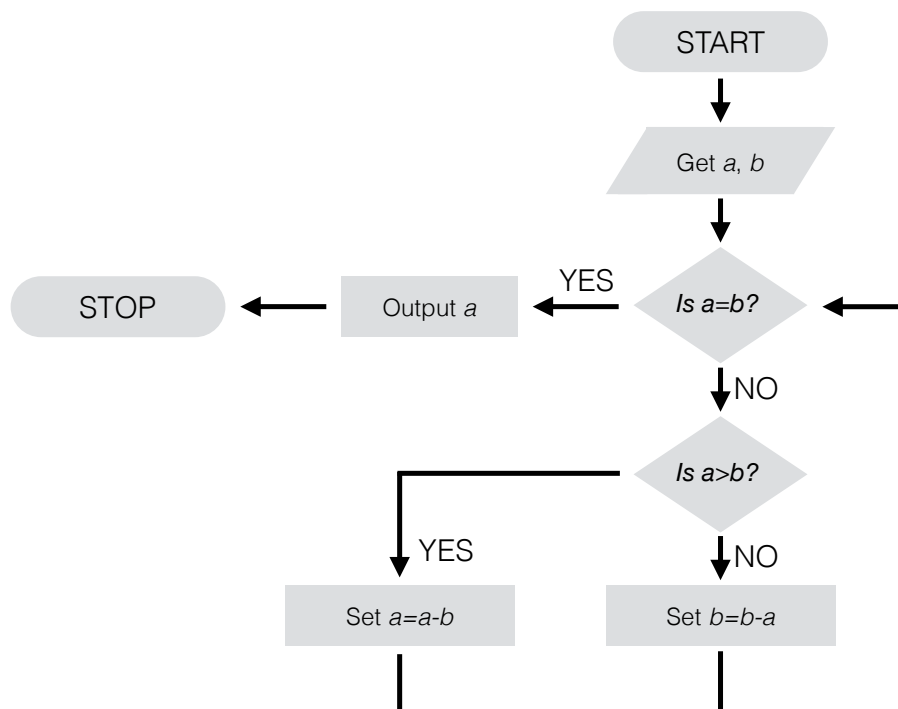 START
Get a, b
Is a=b?
YES
Output a
STOP
NO
Is a>b?
YES
NO
Set a=a-b
Set b=b-a